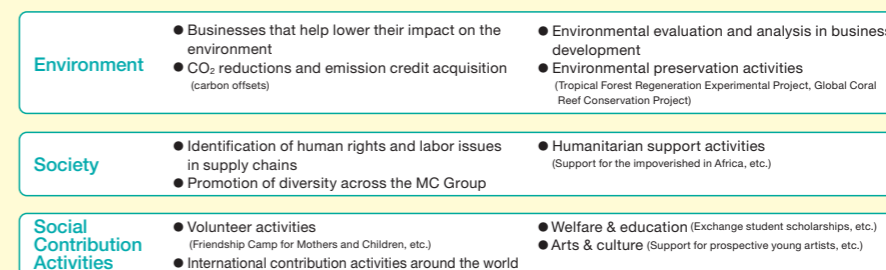 Environment
● Businesses that help lower their impact on the
environment
● CO₂ reductions and emission credit acquisition
(carbon offsets)
● Environmental evaluation and analysis in business
development
● Environmental preservation activities
(Tropical Forest Regeneration Experimental Project, Global Coral
Reef Conservation Project)
Society
● Identification of human rights and labor issues
in supply chains
● Promotion of diversity across the MC Group
● Humanitarian support activities
(Support for the impoverished in Africa, etc.)
Social
Contribution
Activities
● Volunteer activities
(Friendship Camp for Mothers and Children, etc.)
● International contribution activities around the world
● Welfare & education (Exchange student scholarships, etc.)
● Arts & culture (Support for prospective young artists, etc.)